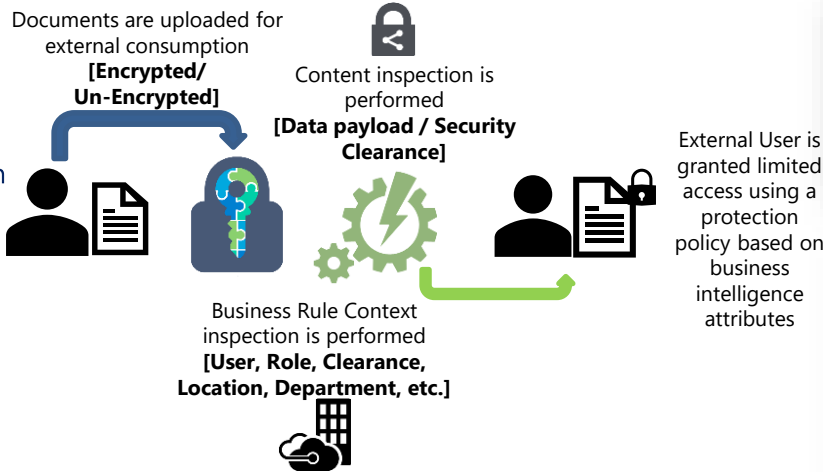 Documents are uploaded for
external consumption
[Encrypted/
Un-Encrypted]
Content inspection is
performed
[Data payload / Security
Clearance]
External User is
granted limited
access using a
protection
policy based on
business
intelligence
attributes
Business Rule Context
inspection is performed
[User, Role, Clearance,
Location, Department, etc.]